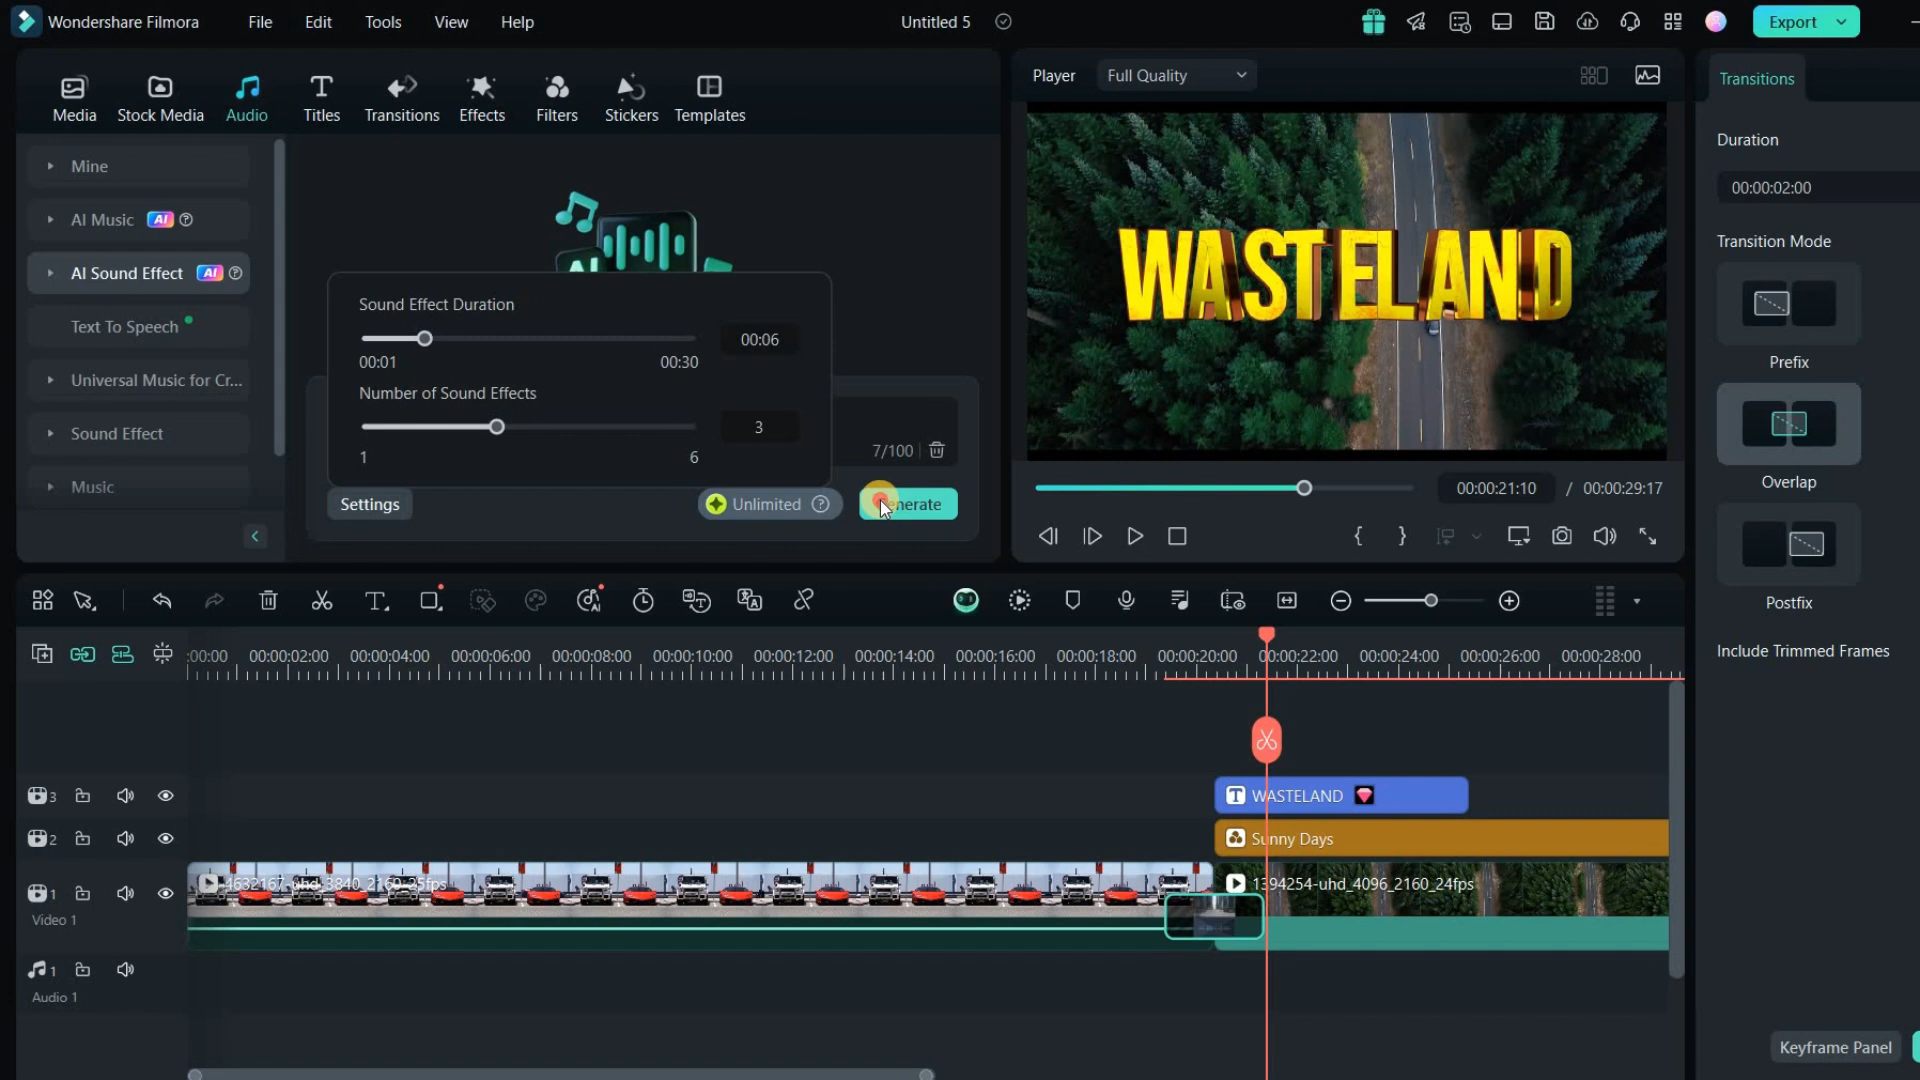 Wondershare Filmora
File
Edit
Tools
View
Help
Untitled 5
Export
Media
Stock Media
Audio
Titles
Transitions
Effects
Filters
Stickers
Templates
Player
Full Quality
Transitions
Mine
AI Music AI
AI Sound Effect AI
Text To Speech
Universal Music for Cr...
Sound Effect
Music
AI
Sound Effect Duration
00:06
00:01
00:30
Number of Sound Effects
3
1
6
7/100
Settings
Unlimited
WASTELAND
00:00:21:10 / 00:00:29:17
Duration
00:00:02:00
Transition Mode
Prefix
Overlap
Postfix
Include Trimmed Frames
:00:00
00:00:02:00
00:00:04:00
00:00:06:00
00:00:08:00
00:00:10:00
00:00:12:00
00:00:14:00
00:00:16:00
00:00:18:00
00:00:20:00
00:00:22:00
00:00:24:00
00:00:26:00
00:00:28:00
3
WASTELAND
2
Sunny Days
1
4632167-uhd_3840_2160-25fps
1394254-uhd_4096_2160_24fps
Video 1
1
Audio 1
Keyframe Panel